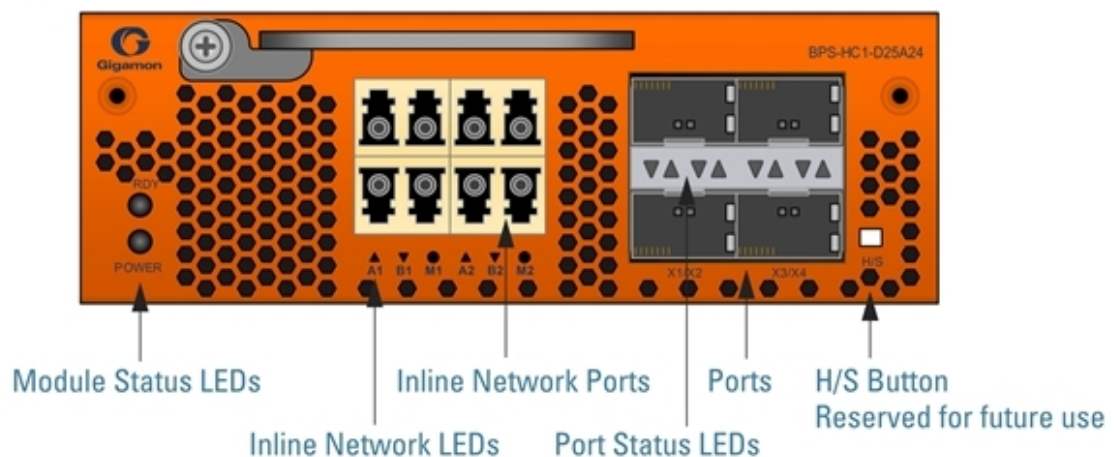 Gigamon
BPS-HC1-D25A24
RDY
POWER
A1 B1 M1 A2 B2 M2
X1/X2 X3/X4
H/S
Module Status LEDs
Inline Network Ports
Ports
H/S Button
Reserved for future use
Inline Network LEDs
Port Status LEDs